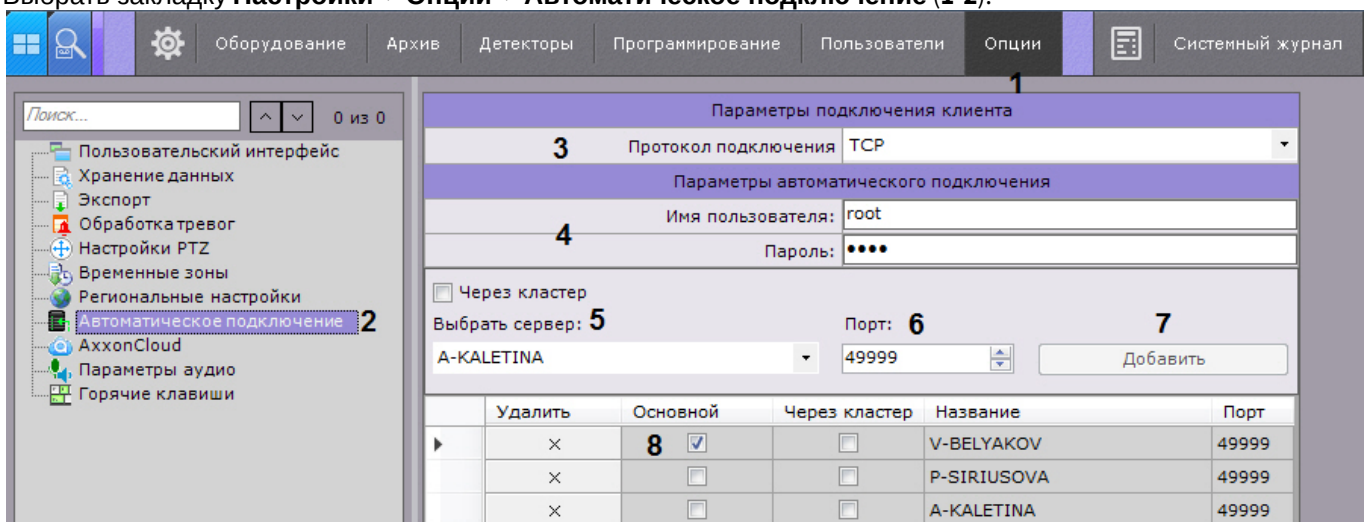 Выбрать закладку Настройки Опции Автоматическое подключение (1-2).
Оборудование Архив Детекторы Программирование Пользователи Опции Системный журнал
1
Поиск... 0 из 0
Пользовательский интерфейс
Хранение данных
Экспорт
Обработка тревог
Настройки PTZ
Временные зоны
Региональные настройки
Автоматическое подключение 2
AxxonCloud
Параметры аудио
Горячие клавиши
Параметры подключения клиента
3 Протокол подключения TCP
Параметры автоматического подключения
Имя пользователя: root
4
Пароль: ••••
Через кластер
Выбрать сервер: 5 Порт: 6 7
A-KALETINA 49999 Добавить
Удалить Основной Через кластер Название Порт
8 V-BELYAKOV 49999
P-SIRIUSOVA 49999
A-KALETINA 49999